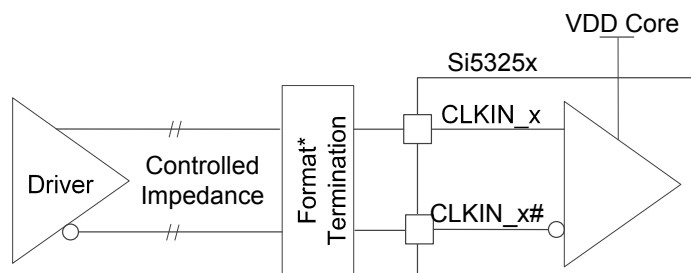 VDD Core
Si5325x
CLKIN_x
Driver
Controlled
Impedance
Format*
Termination
CLKIN_x#